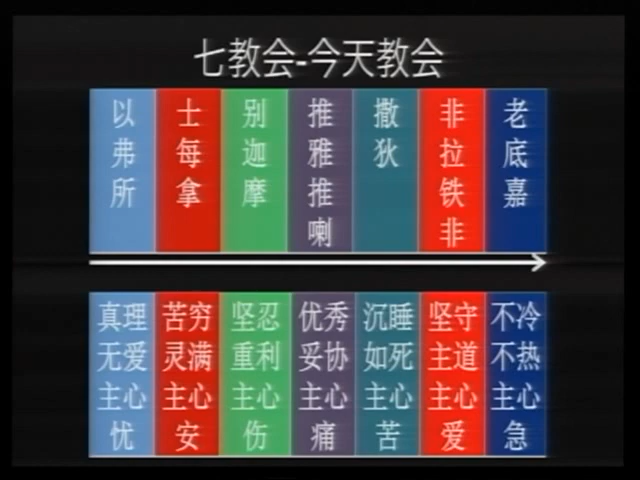 七教会-今天教会
以弗所
士每拿
别迦摩
推雅推喇
撒狄
非拉铁非
老底嘉
真理无爱主心忧
苦穷灵满主心安
坚忍重利主心伤
优秀妥协主心痛
沉睡如死主心苦
坚守主道主心爱
不冷不热主心急